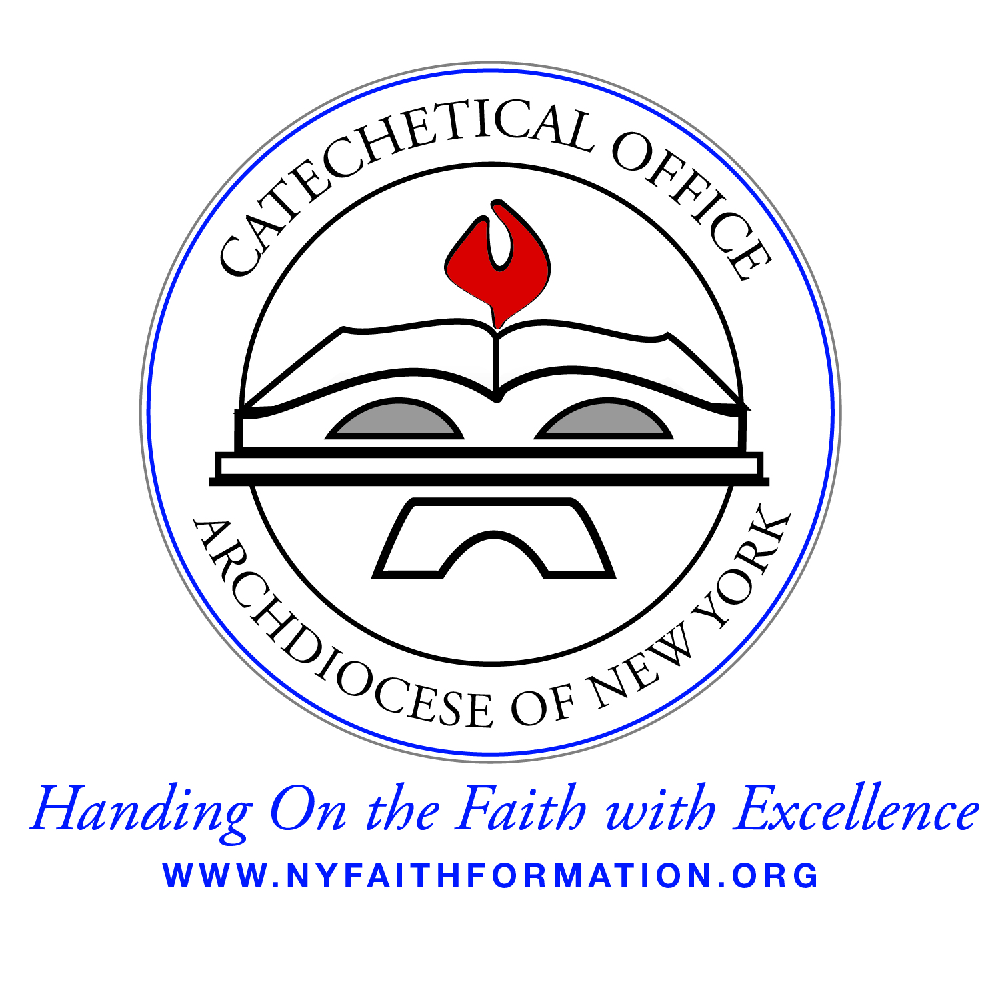 CATECHETICAL OFFICE
ARCHDIOCESE OF NEW YORK
Handing On the Faith with Excellence
WWW.NYFAITHFORMATION.ORG